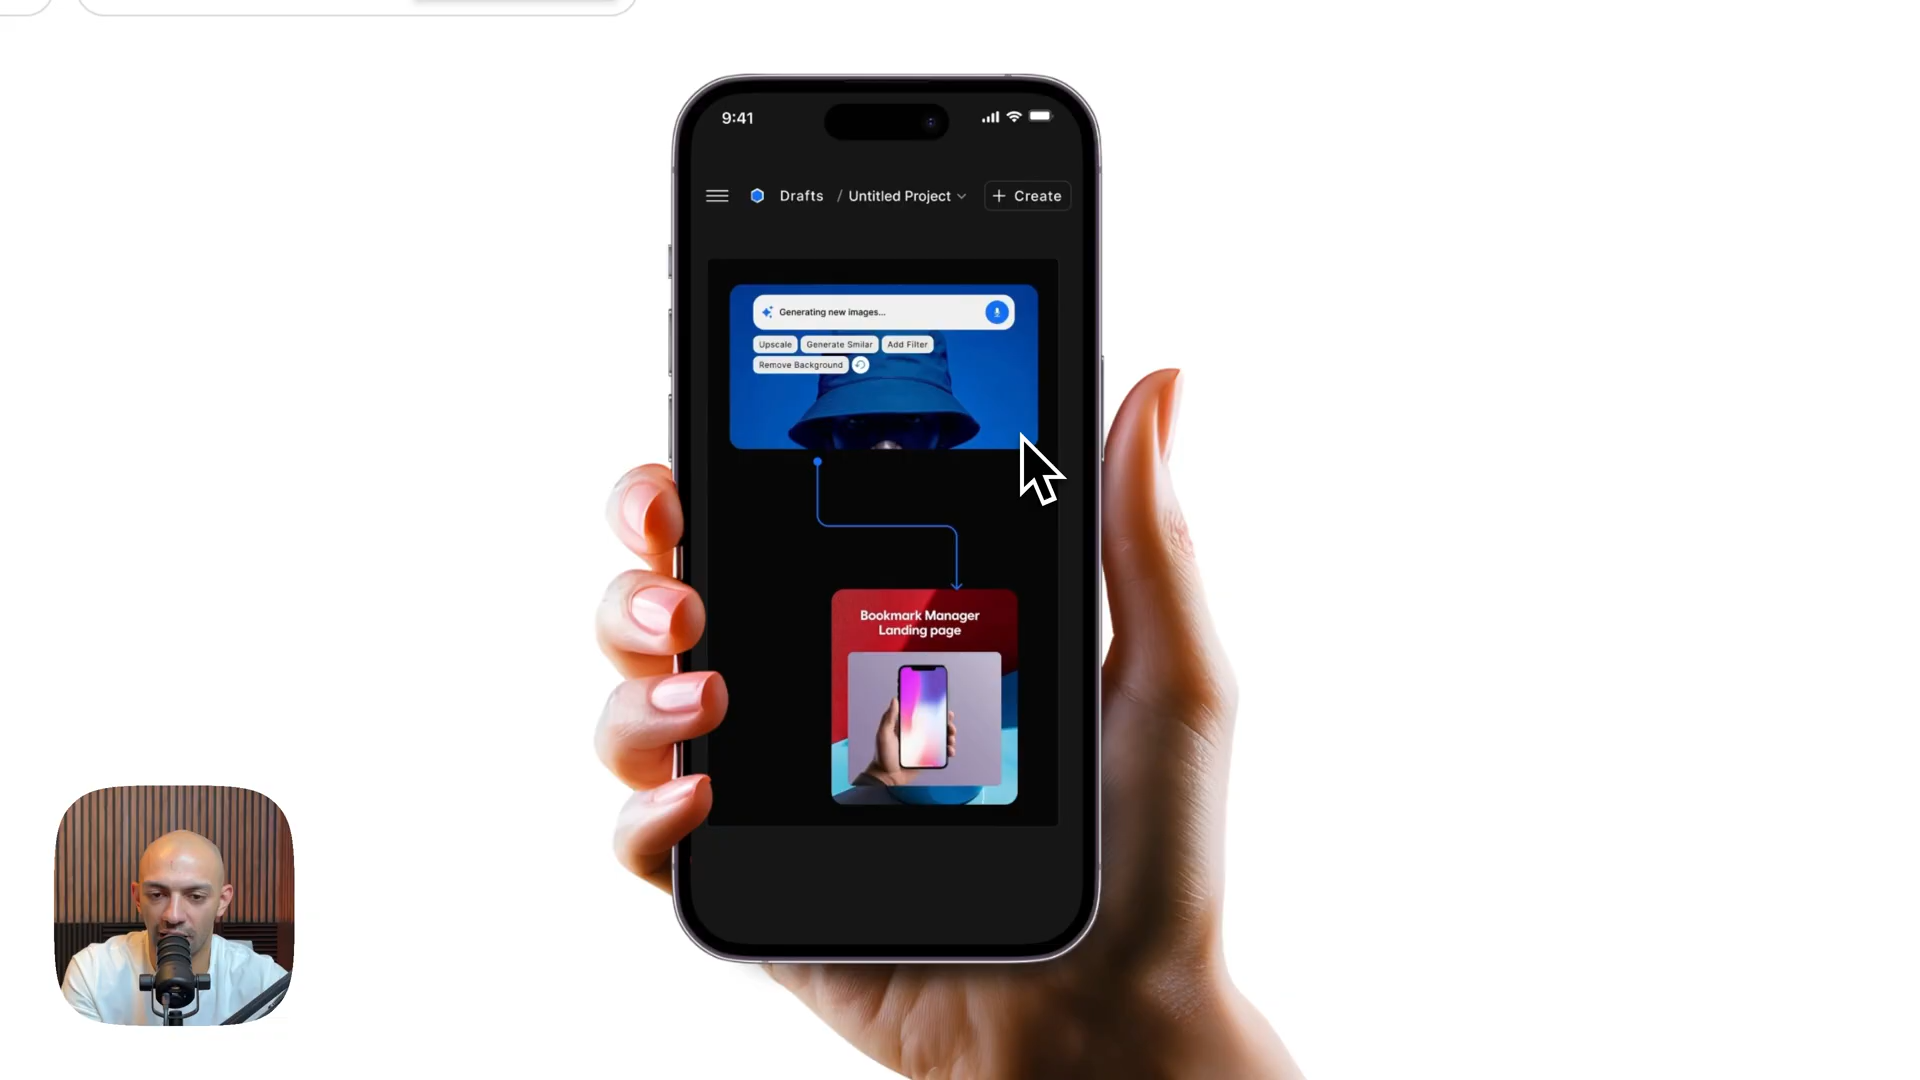 9:41
Drafts / Untitled Project
+ Create
Generating new images...
Upscale
Generate Smilar
Add Filter
Remove Background
Bookmark Manager
Landing page